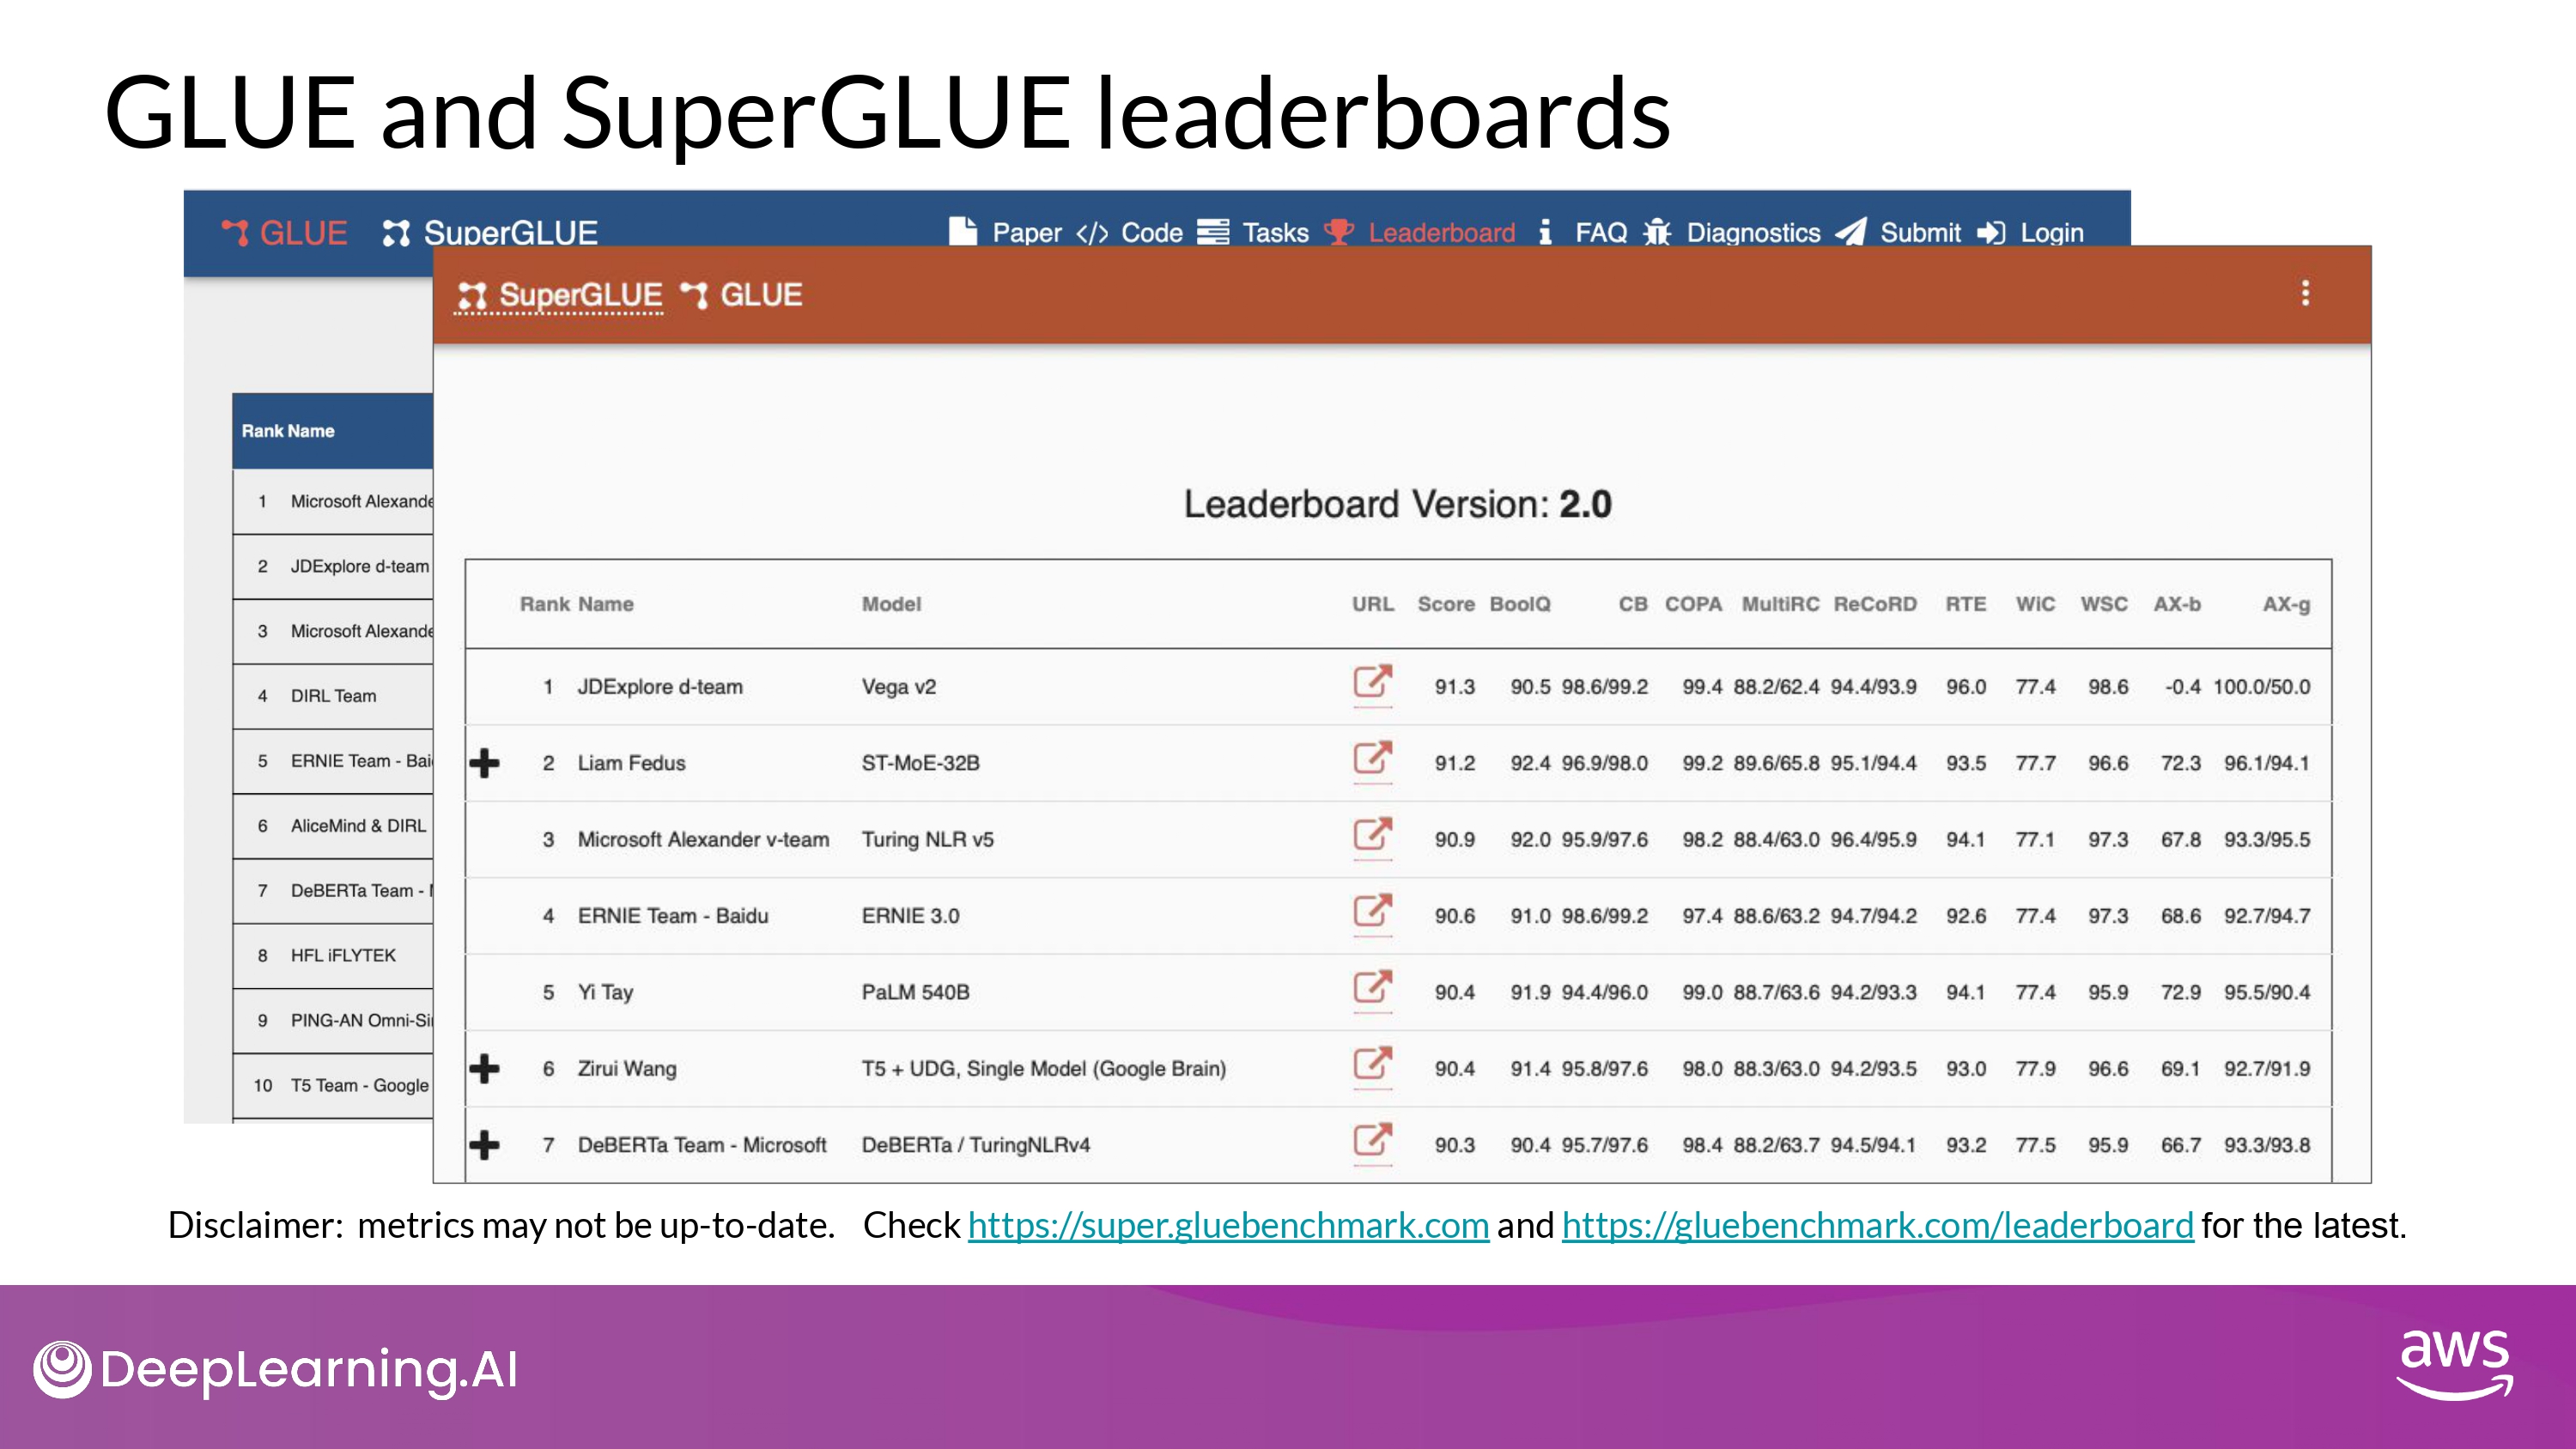 GLUE and SuperGLUE leaderboards
GLUE SuperGLUE Paper </> Code Tasks Leaderboard FAQ Diagnostics Submit Login
SuperGLUE GLUE
Rank Name
1 Microsoft Alexande
2 JDExplore d-team
3 Microsoft Alexande
4 DIRL Team
5 ERNIE Team - Bai
6 AliceMind & DIRL
7 DeBERTa Team -
8 HFL iFLYTEK
9 PING-AN Omni-Si
10 T5 Team - Google
Leaderboard Version: 2.0
Rank Name Model URL Score BoolQ CB COPA MultiRC ReCoRD RTE WiC WSC AX-b AX-g
1 JDExplore d-team Vega v2 91.3 90.5 98.6/99.2 99.4 88.2/62.4 94.4/93.9 96.0 77.4 98.6 -0.4 100.0/50.0
2 Liam Fedus ST-MoE-32B 91.2 92.4 96.9/98.0 99.2 89.6/65.8 95.1/94.4 93.5 77.7 96.6 72.3 96.1/94.1
3 Microsoft Alexander v-team Turing NLR v5 90.9 92.0 95.9/97.6 98.2 88.4/63.0 96.4/95.9 94.1 77.1 97.3 67.8 93.3/95.5
4 ERNIE Team - Baidu ERNIE 3.0 90.6 91.0 98.6/99.2 97.4 88.6/63.2 94.7/94.2 92.6 77.4 97.3 68.6 92.7/94.7
5 Yi Tay PaLM 540B 90.4 91.9 94.4/96.0 99.0 88.7/63.6 94.2/93.3 94.1 77.4 95.9 72.9 95.5/90.4
6 Zirui Wang T5 + UDG, Single Model (Google Brain) 90.4 91.4 95.8/97.6 98.0 88.3/63.0 94.2/93.5 93.0 77.9 96.6 69.1 92.7/91.9
7 DeBERTa Team - Microsoft DeBERTa / TuringNLRv4 90.3 90.4 95.7/97.6 98.4 88.2/63.7 94.5/94.1 93.2 77.5 95.9 66.7 93.3/93.8
Disclaimer: metrics may not be up-to-date. Check https://super.gluebenchmark.com and https://gluebenchmark.com/leaderboard for the latest.
DeepLearning.AI
aws